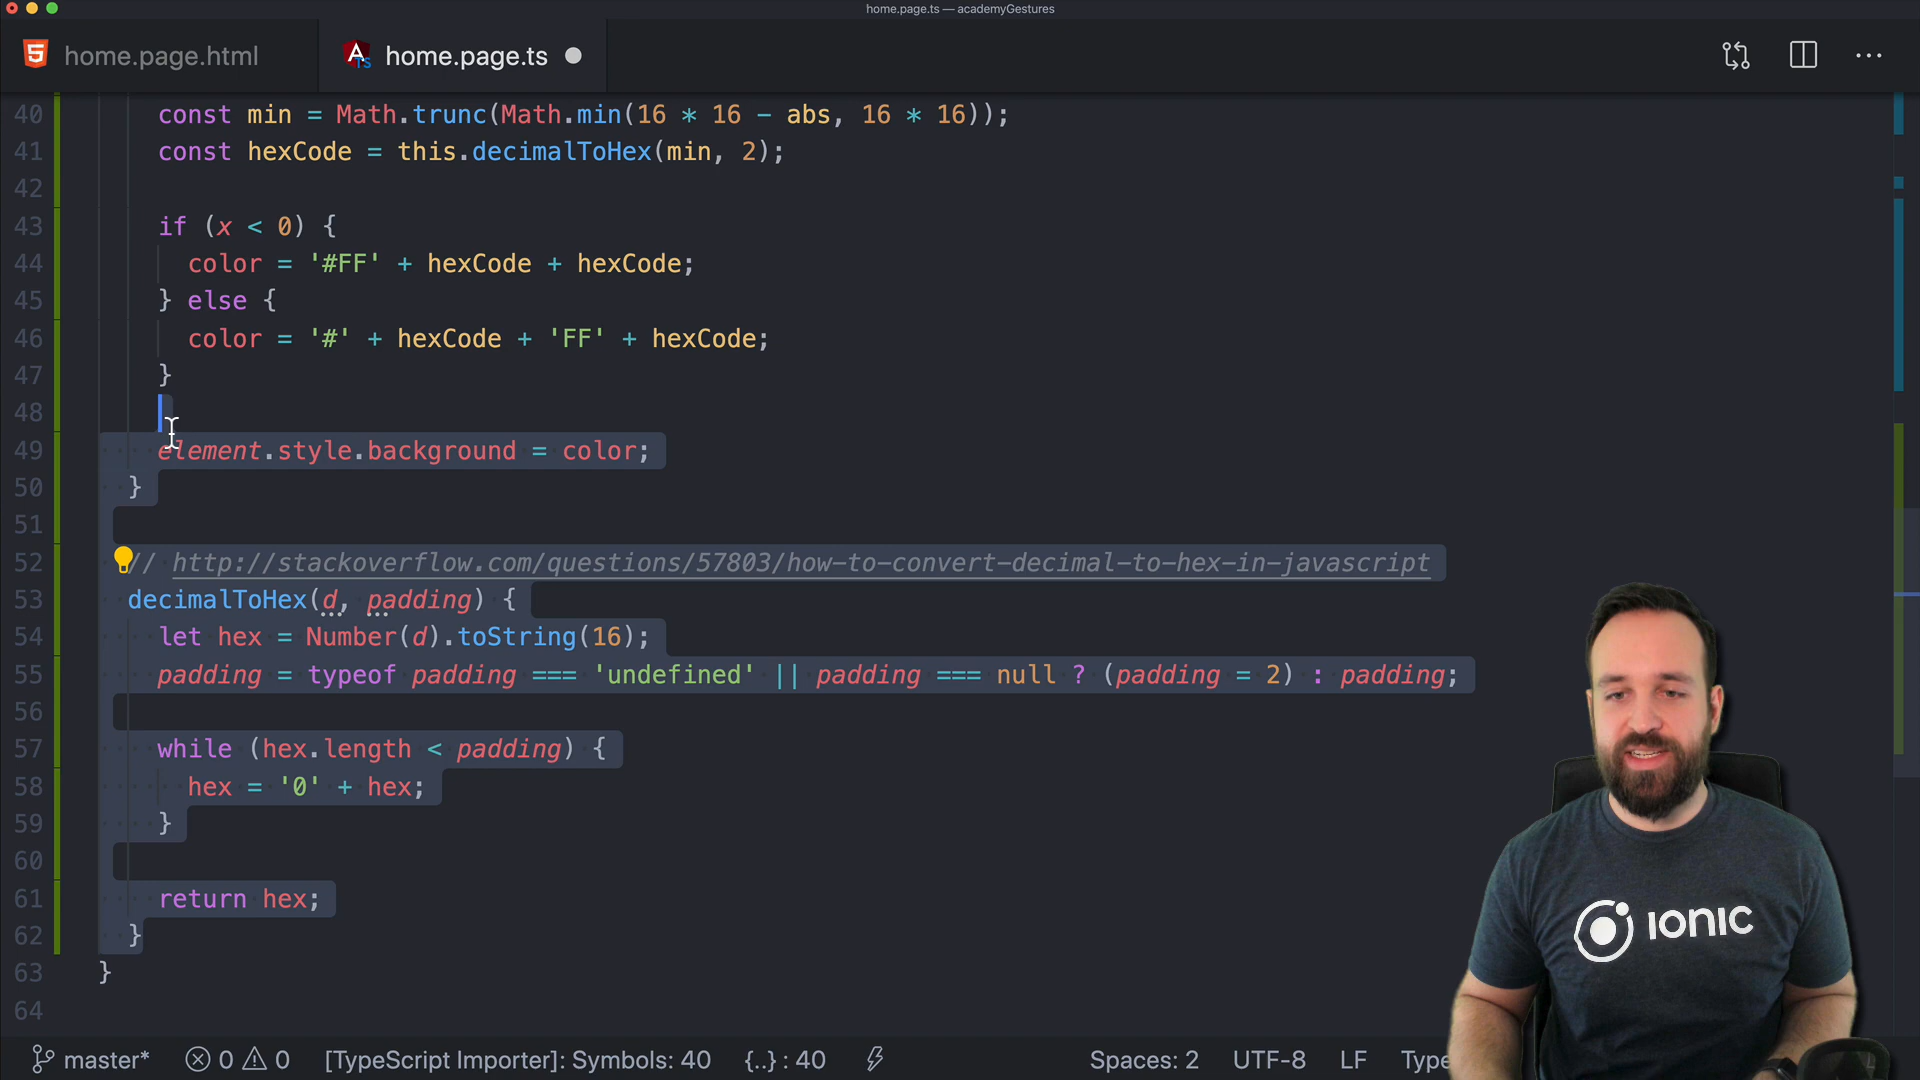 home.page.ts — academyGestures
home.page.html
home.page.ts
40 const min = Math.trunc(Math.min(16 * 16 - abs, 16 * 16));
41 const hexCode = this.decimalToHex(min, 2);
42
43 if (x < 0) {
44 color = '#FF' + hexCode + hexCode;
45 } else {
46 color = '#' + hexCode + 'FF' + hexCode;
47 }
48
49 element.style.background = color;
50 }
51
52 // http://stackoverflow.com/questions/57803/how-to-convert-decimal-to-hex-in-javascript
53 decimalToHex(d, padding) {
54 let hex = Number(d).toString(16);
55 padding = typeof padding === 'undefined' || padding === null ? (padding = 2) : padding;
56
57 while (hex.length < padding) {
58 hex = '0' + hex;
59 }
60
61 return hex;
62 }
63 }
64
IONIC
master* 0 0 [TypeScript Importer]: Symbols: 40 {..} : 40 Spaces: 2 UTF-8 LF Type